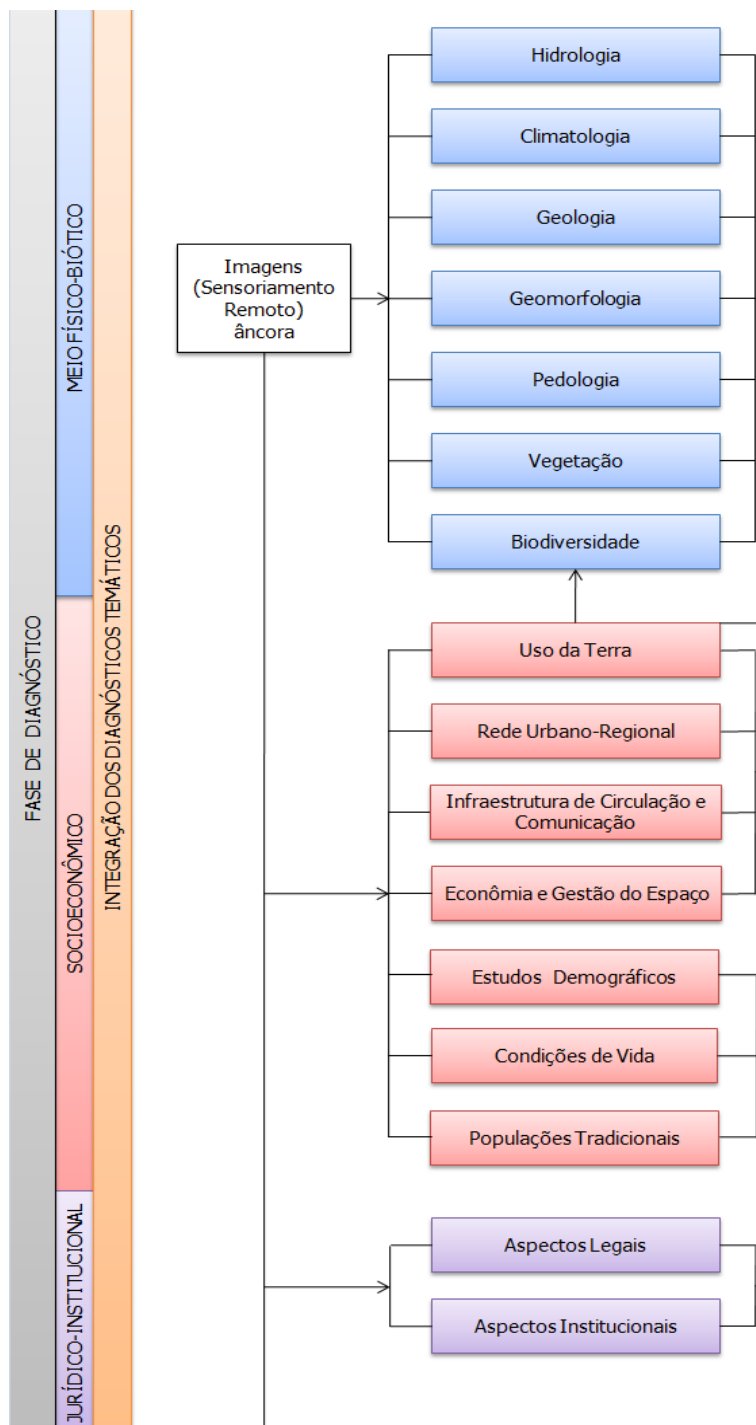 FASE DE DIAGNÓSTICO
MEIO FÍSICO-BIÓTICO
SOCIOECONÔMICO
JURÍDICO-INSTITUCIONAL
INTEGRAÇÃO DOS DIAGNÓSTICOS TEMÁTICOS
Imagens
(Sensoriamento
Remoto)
âncora
Hidrologia
Climatologia
Geologia
Geomorfologia
Pedologia
Vegetação
Biodiversidade
Uso da Terra
Rede Urbano-Regional
Infraestrutura de Circulação e
Comunicação
Econômia e Gestão do Espaço
Estudos Demográficos
Condições de Vida
Populações Tradicionais
Aspectos Legais
Aspectos Institucionais